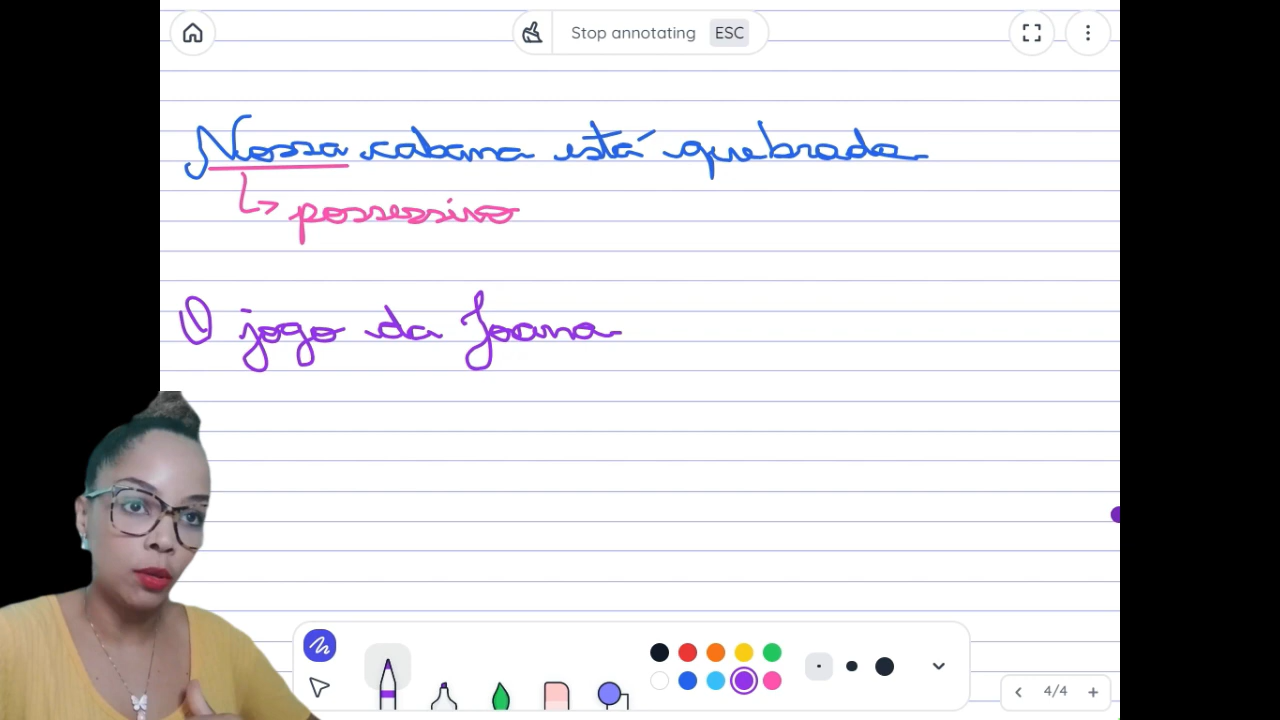 Stop annotating ESC
Nossa cabana está quebrada
possessivo
O jogo da Joana
4/4